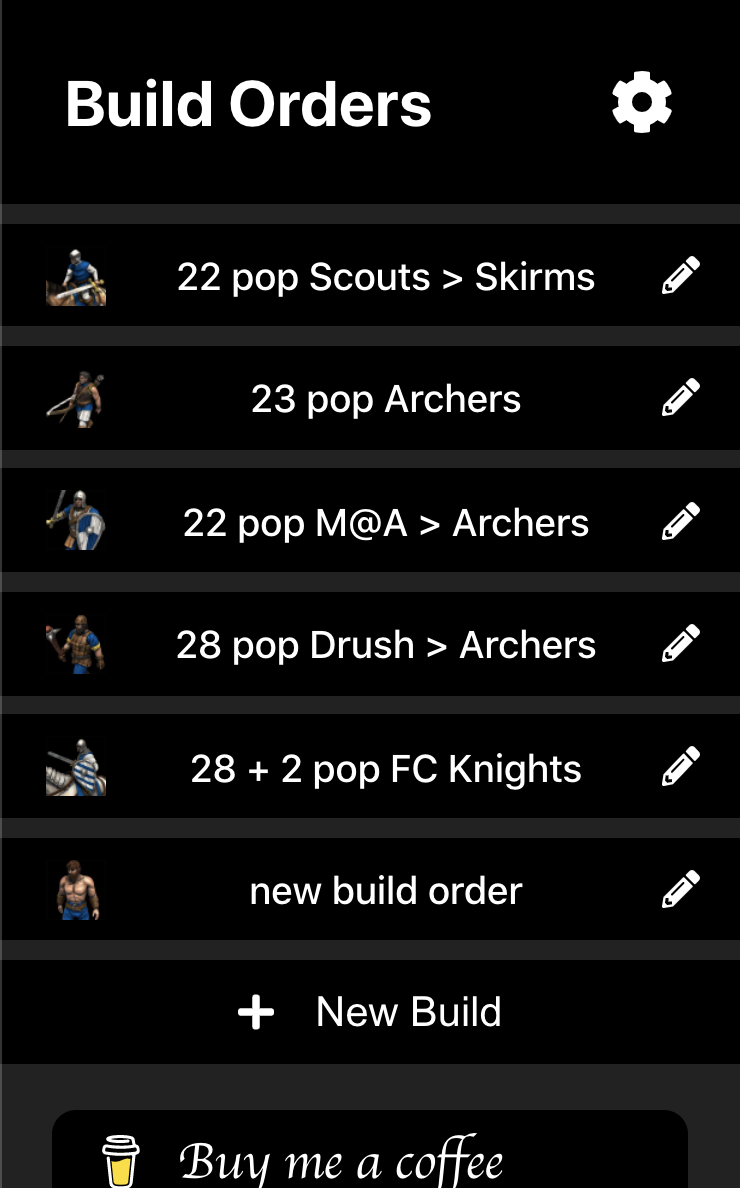 Build Orders
22 pop Scouts > Skirms
23 pop Archers
22 pop M@A > Archers
28 pop Drush > Archers
28 + 2 pop FC Knights
new build order
New Build
Buy me a coffee